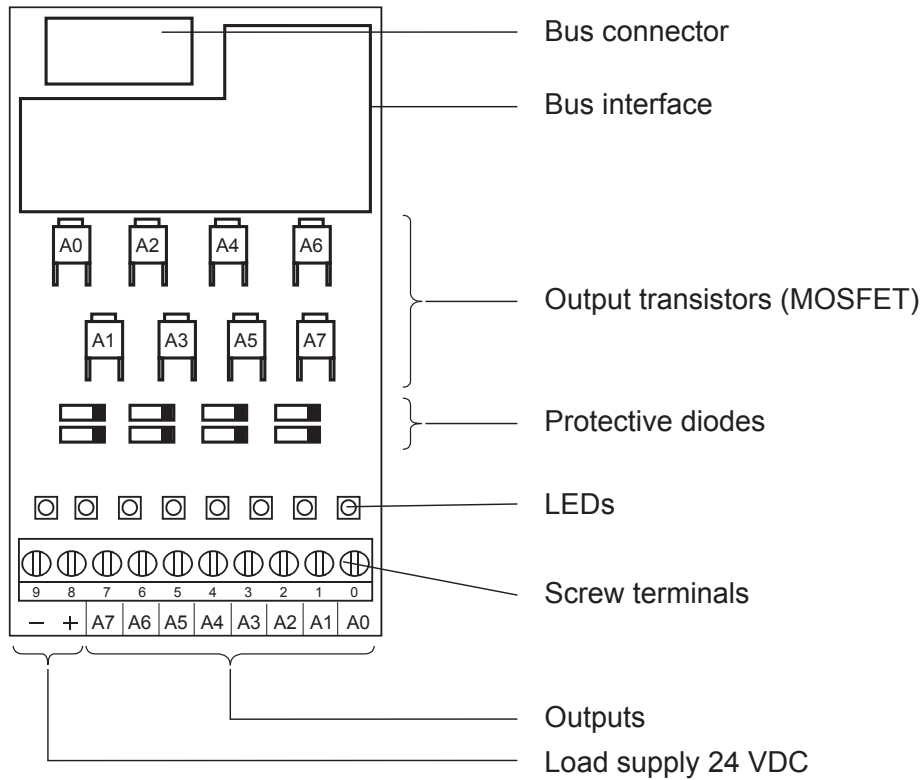 Bus connector
Bus interface
A0 A2 A4 A6
Output transistors (MOSFET)
A1 A3 A5 A7
Protective diodes
LEDs
Screw terminals
9 8 7 6 5 4 3 2 1 0
– + A7 A6 A5 A4 A3 A2 A1 A0
Outputs
Load supply 24 VDC